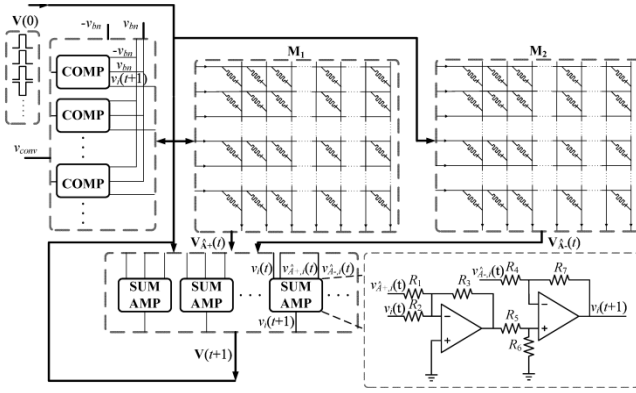 V(0)
-v_bn v_bn
-v_bn
v_bn
v_i(t+1)
COMP
COMP
COMP
v_conv
M_1
M_2
V_Â+(t)
V_Â-(t)
v_i(t) v_Â+,i(t) v_Â-,i(t)
SUM AMP
SUM AMP
SUM AMP
v_i(t+1)
V(t+1)
v_Â+,i(t) R_1
v_i(t) R_2
R_3
v_Â-,i(t) R_4
R_7
R_5
R_6
v_i(t+1)